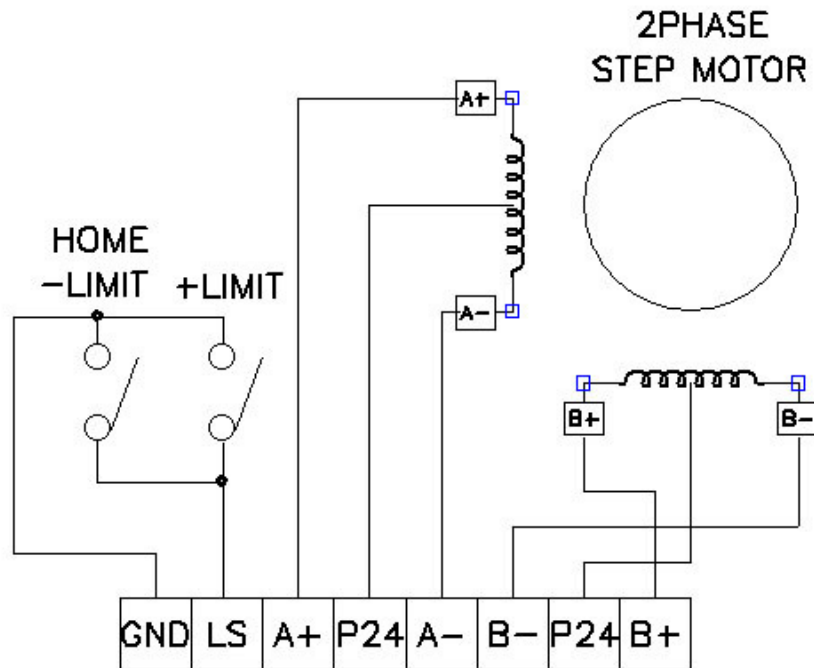 2PHASE
STEP MOTOR
A+
HOME
-LIMIT +LIMIT
A-
B+ B-
GND LS A+ P24 A- B- P24 B+